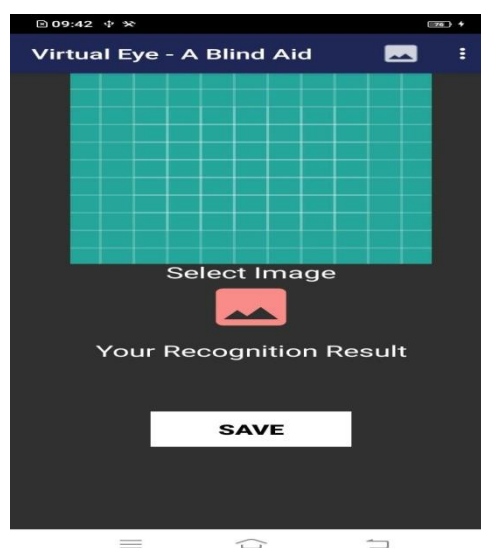 09:42
Virtual Eye - A Blind Aid
Select Image
Your Recognition Result
SAVE